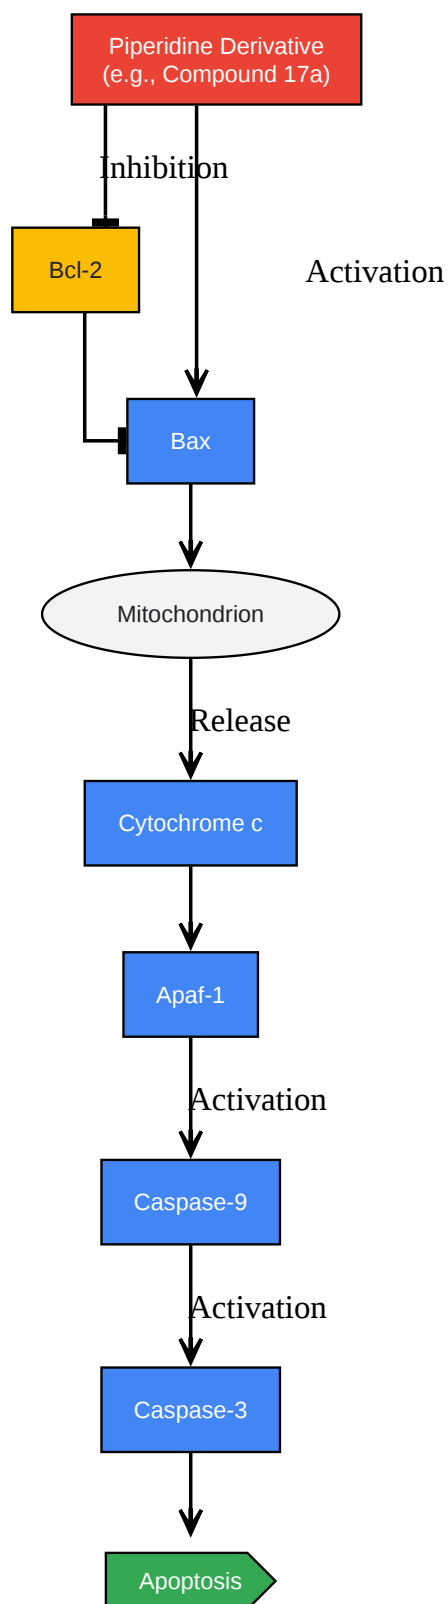 Piperidine Derivative
(e.g., Compound 17a)
Inhibition
Bcl-2
Activation
Bax
Mitochondrion
Release
Cytochrome c
Apaf-1
Activation
Caspase-9
Activation
Caspase-3
Apoptosis